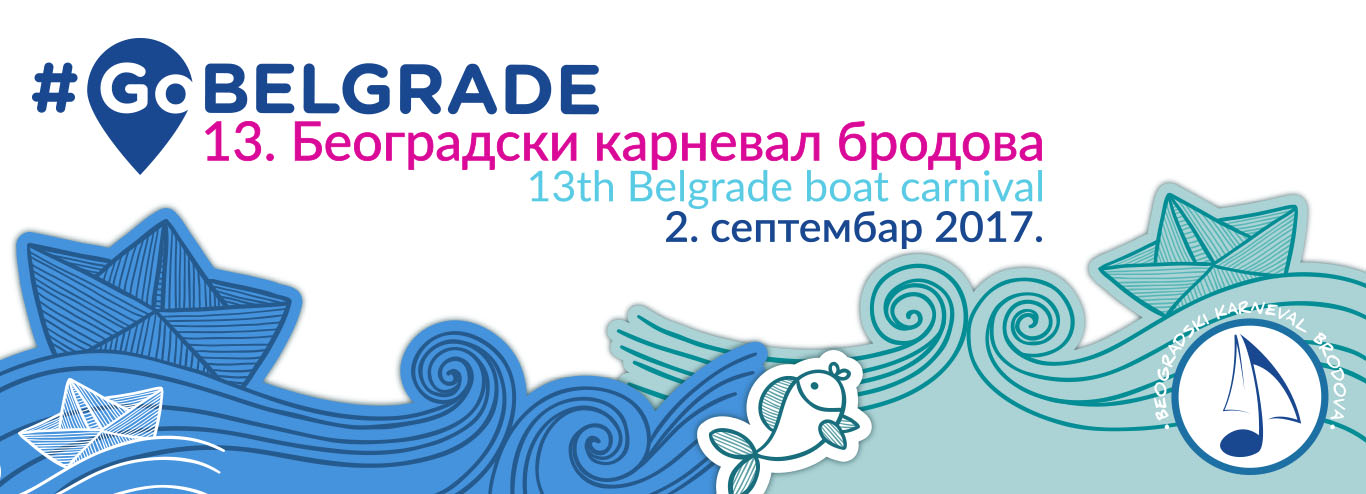 #GoBELGRADE
13. Београдски карневал бродова
13th Belgrade boat carnival
2. септембар 2017.
• BEOGRADSKI KARNEVAL BRODOVA •